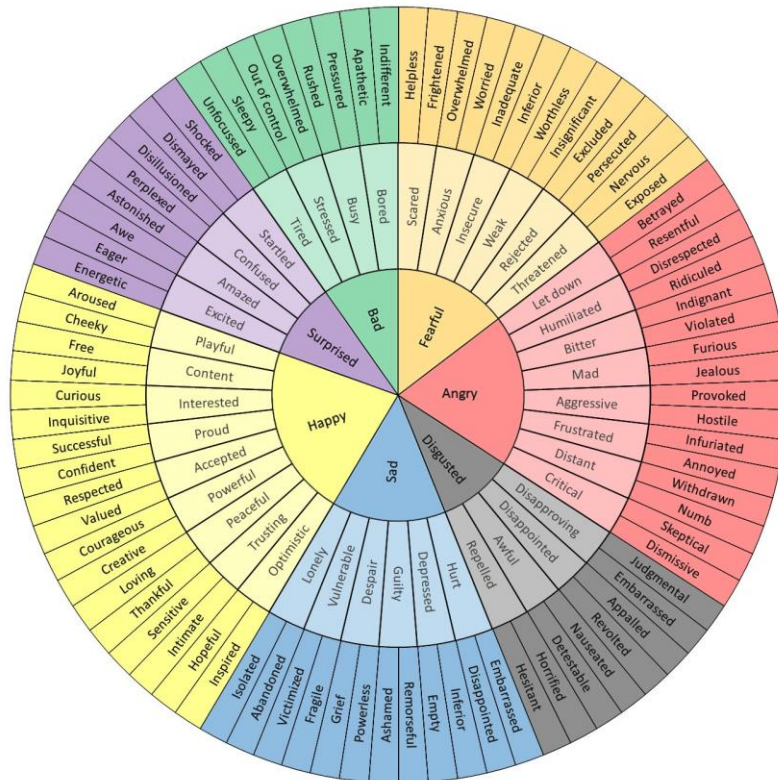 Fearful
Angry
Disgusted
Sad
Happy
Surprised
Bad
Scared
Anxious
Insecure
Weak
Rejected
Threatened
Let down
Humiliated
Bitter
Mad
Aggressive
Frustrated
Distant
Critical
Disapproving
Disappointed
Awful
Repelled
Hurt
Depressed
Guilty
Despair
Vulnerable
Lonely
Optimistic
Trusting
Peaceful
Powerful
Accepted
Proud
Interested
Content
Playful
Excited
Amazed
Confused
Startled
Tired
Stressed
Busy
Bored
Helpless
Frightened
Overwhelmed
Worried
Inadequate
Inferior
Worthless
Insignificant
Excluded
Persecuted
Nervous
Exposed
Betrayed
Resentful
Disrespected
Ridiculed
Indignant
Violated
Furious
Jealous
Provoked
Hostile
Infuriated
Annoyed
Withdrawn
Numb
Skeptical
Dismissive
Judgmental
Embarrassed
Appalled
Revolted
Nauseated
Detestable
Horrified
Hesitant
Embarrassed
Disappointed
Inferior
Empty
Remorseful
Ashamed
Powerless
Grief
Fragile
Victimized
Abandoned
Isolated
Inspired
Hopeful
Intimate
Sensitive
Thankful
Loving
Creative
Courageous
Valued
Respected
Confident
Successful
Inquisitive
Curious
Joyful
Free
Cheeky
Aroused
Energetic
Eager
Awe
Astonished
Perplexed
Disillusioned
Dismayed
Shocked
Unfocussed
Sleepy
Out of control
Overwhelmed
Rushed
Pressured
Apathetic
Indifferent